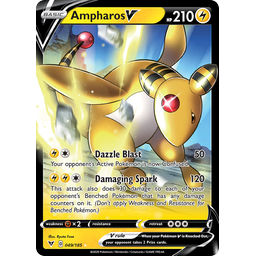 BASIC
Ampharos V
HP 210
Dazzle Blast 50
Your opponent's Active Pokémon is now Confused.
Damaging Spark 120
This attack also does 30 damage to each of your
opponent's Benched Pokémon that has any damage
counters on it. (Don't apply Weakness and Resistance for
Benched Pokémon.)
weakness ×2 resistance retreat
V rule
When your Pokémon V is Knocked Out,
your opponent takes 2 Prize cards.
049/185